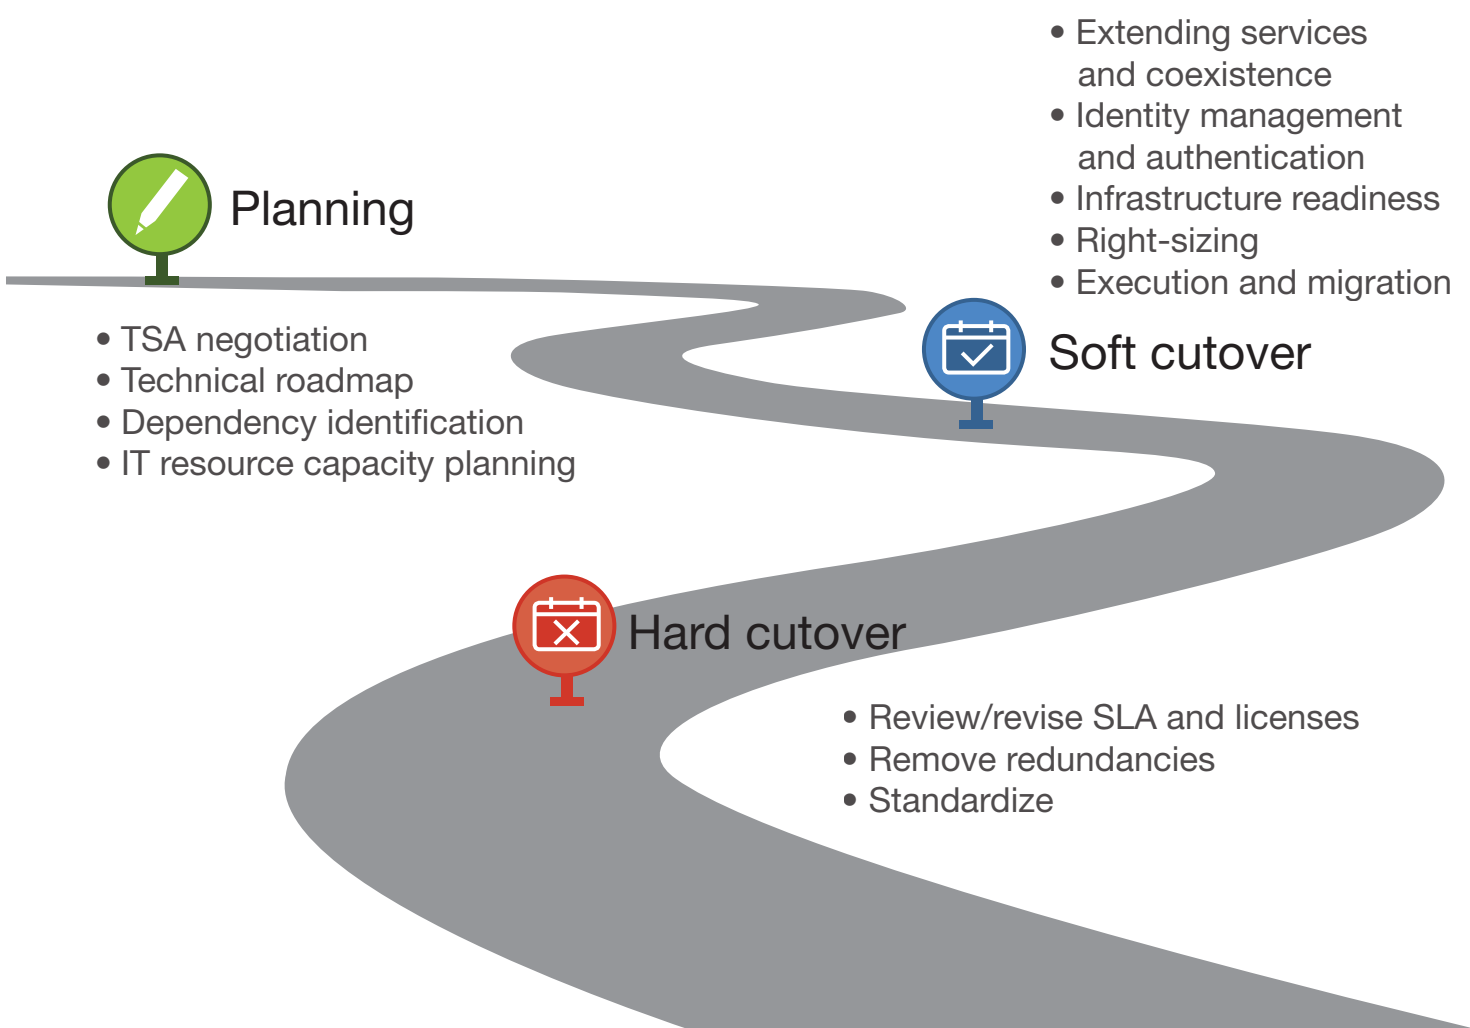 Planning
• TSA negotiation
• Technical roadmap
• Dependency identification
• IT resource capacity planning
• Extending services
and coexistence
• Identity management
and authentication
• Infrastructure readiness
• Right-sizing
• Execution and migration
Soft cutover
Hard cutover
• Review/revise SLA and licenses
• Remove redundancies
• Standardize